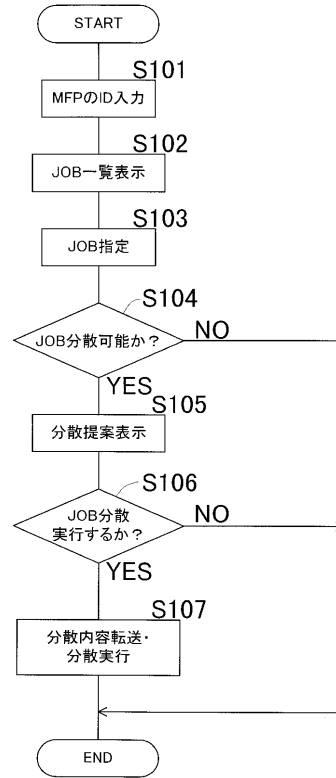 START
S101
MFPのID入力
S102
JOB一覧表示
S103
JOB指定
S104
JOB分散可能か？
NO
YES
S105
分散提案表示
S106
JOB分散
実行するか？
NO
YES
S107
分散内容転送・
分散実行
END